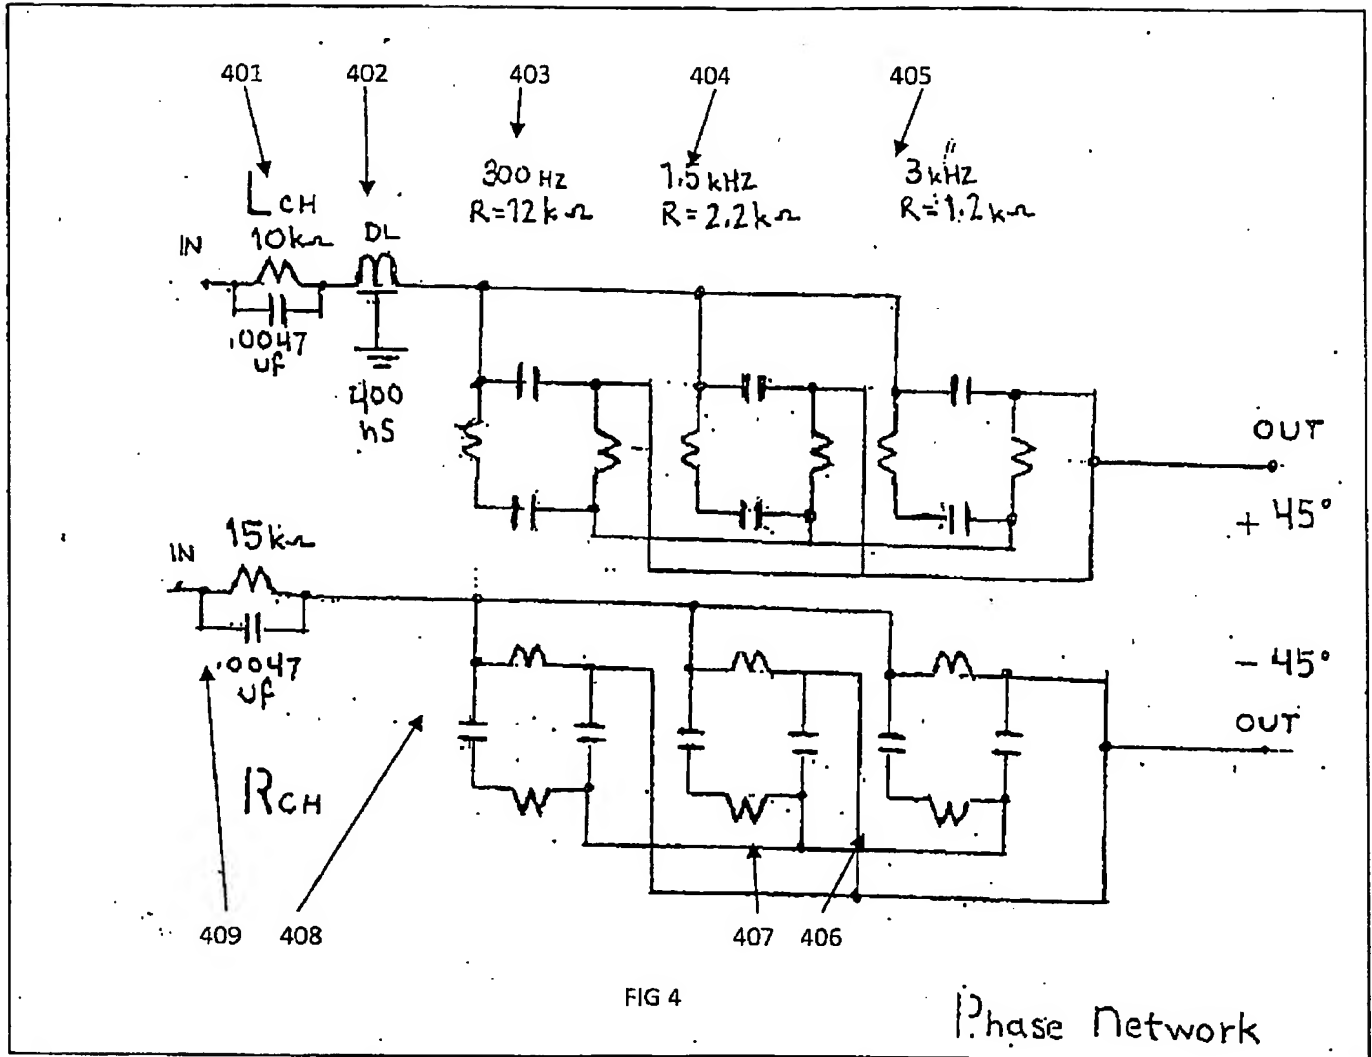 401 402 403 404 405
LCH
300 Hz
R=12kΩ
1.5 kHz
R=2.2kΩ
3 kHz
R=1.2kΩ
IN
10kΩ
DL
.0047
uf
400
nS
OUT
+ 45°
IN
15kΩ
.0047
uf
- 45°
OUT
RCH
409 408 407 406
FIG 4
Phase Network